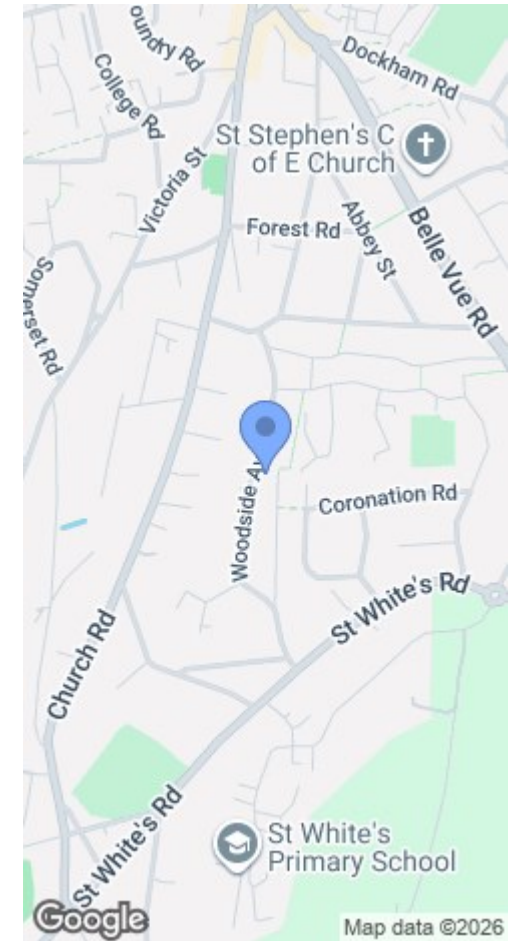 oundry Rd
Dockham Rd
College Rd
St Stephen's C
of E Church
Victoria St
Forest Rd
Abbey St
Belle Vue Rd
Somerset Rd
Woodside Av
Coronation Rd
St White's Rd
Church Rd
St White's Rd
St White's
Primary School
Google
Map data ©2026